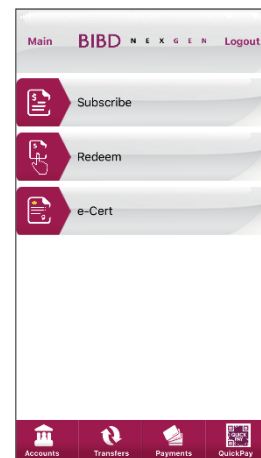 Main BIBD NEXGEN Logout
Subscribe
Redeem
e-Cert
Accounts Transfers Payments QuickPay